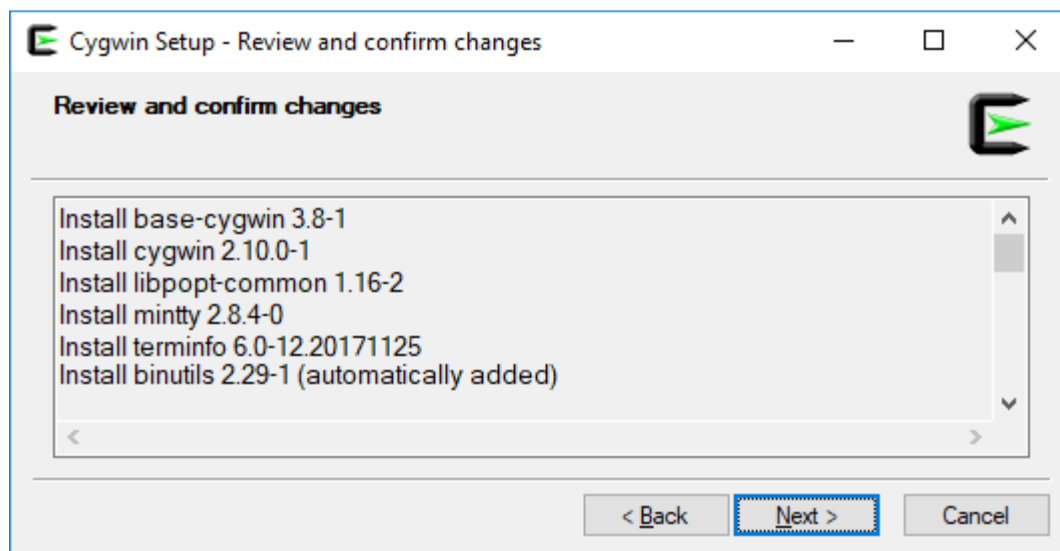 Cygwin Setup - Review and confirm changes
Review and confirm changes
Install base-cygwin 3.8-1
Install cygwin 2.10.0-1
Install libpopt-common 1.16-2
Install mintty 2.8.4-0
Install terminfo 6.0-12.20171125
Install binutils 2.29-1 (automatically added)
< Back
Next >
Cancel